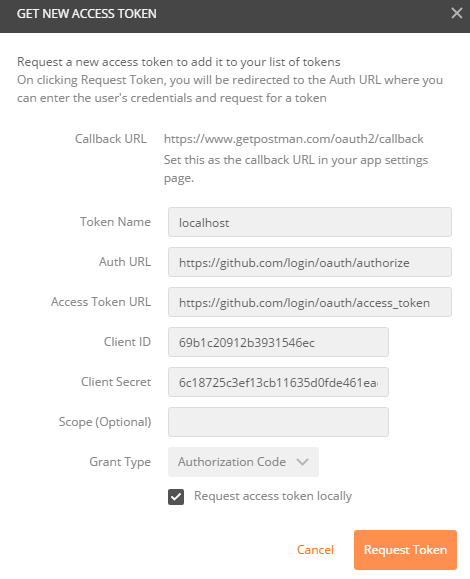 GET NEW ACCESS TOKEN
Request a new access token to add it to your list of tokens
On clicking Request Token, you will be redirected to the Auth URL where you
can enter the user's credentials and request for a token
Callback URL https://www.getpostman.com/oauth2/callback
Set this as the callback URL in your app settings
page.
Token Name localhost
Auth URL https://github.com/login/oauth/authorize
Access Token URL https://github.com/login/oauth/access_token
Client ID 69b1c20912b3931546ec
Client Secret 6c18725c3ef13cb11635d0fde461ea
Scope (Optional)
Grant Type Authorization Code
Request access token locally
Cancel Request Token